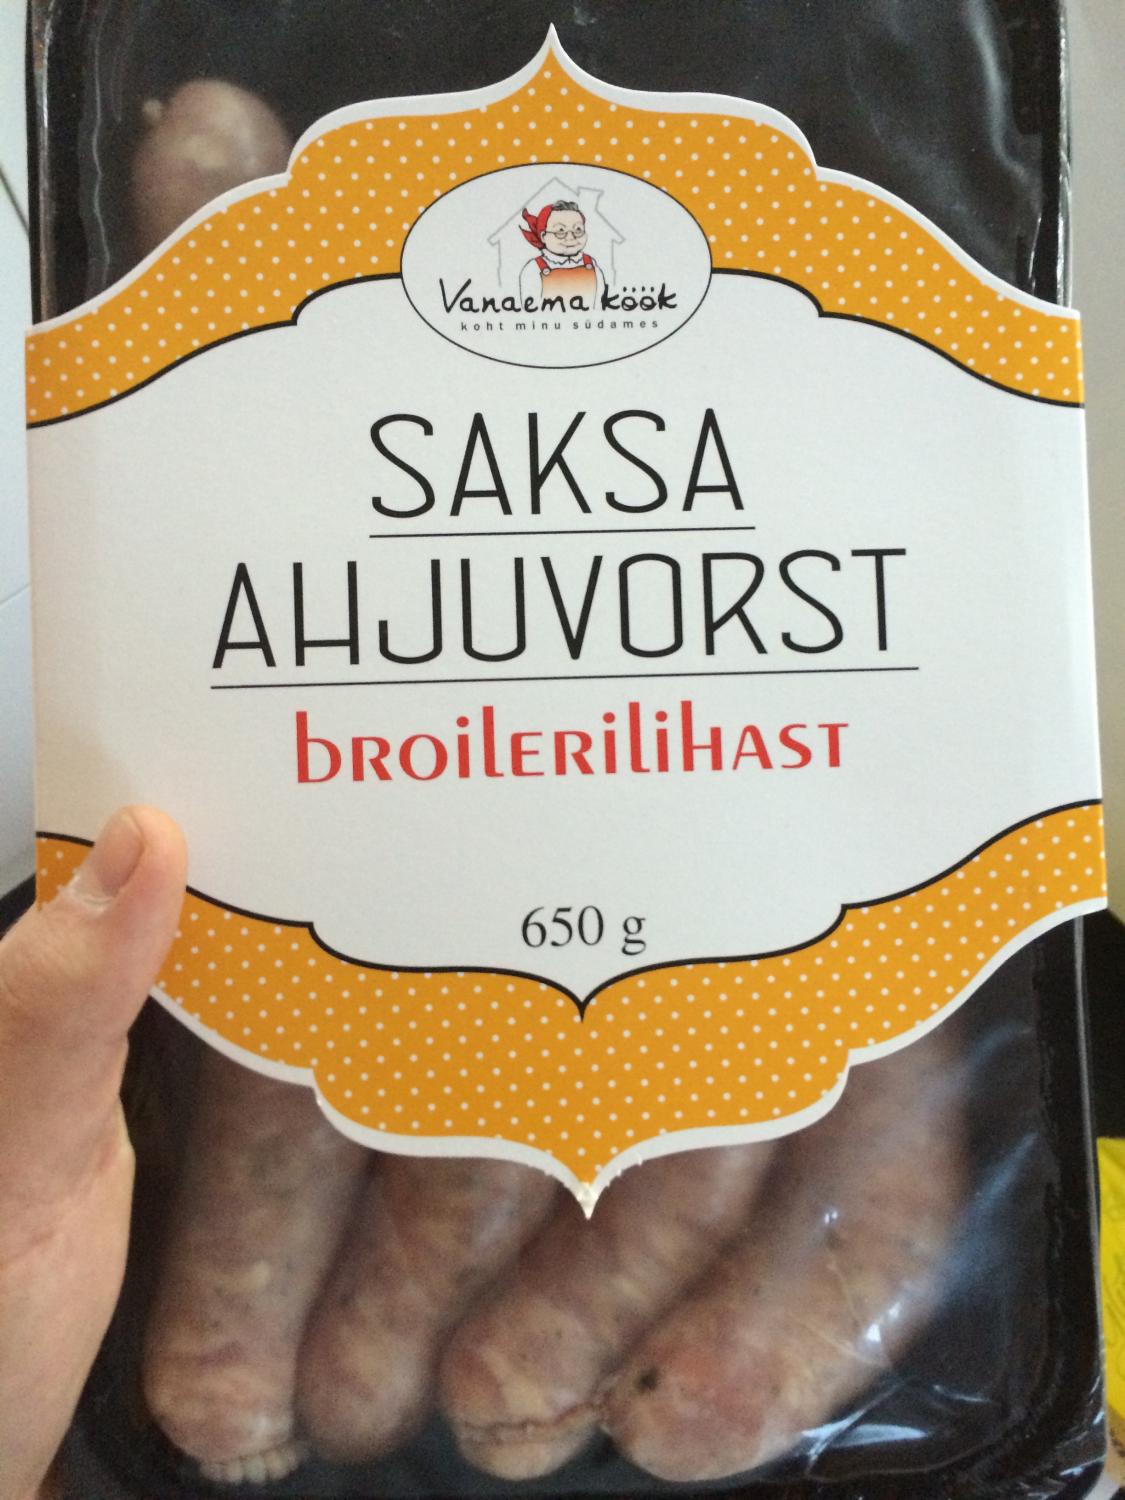 Vanaema köök
koht minu südames
SAKSA
AHJUVORST
broilerilihast
650 g